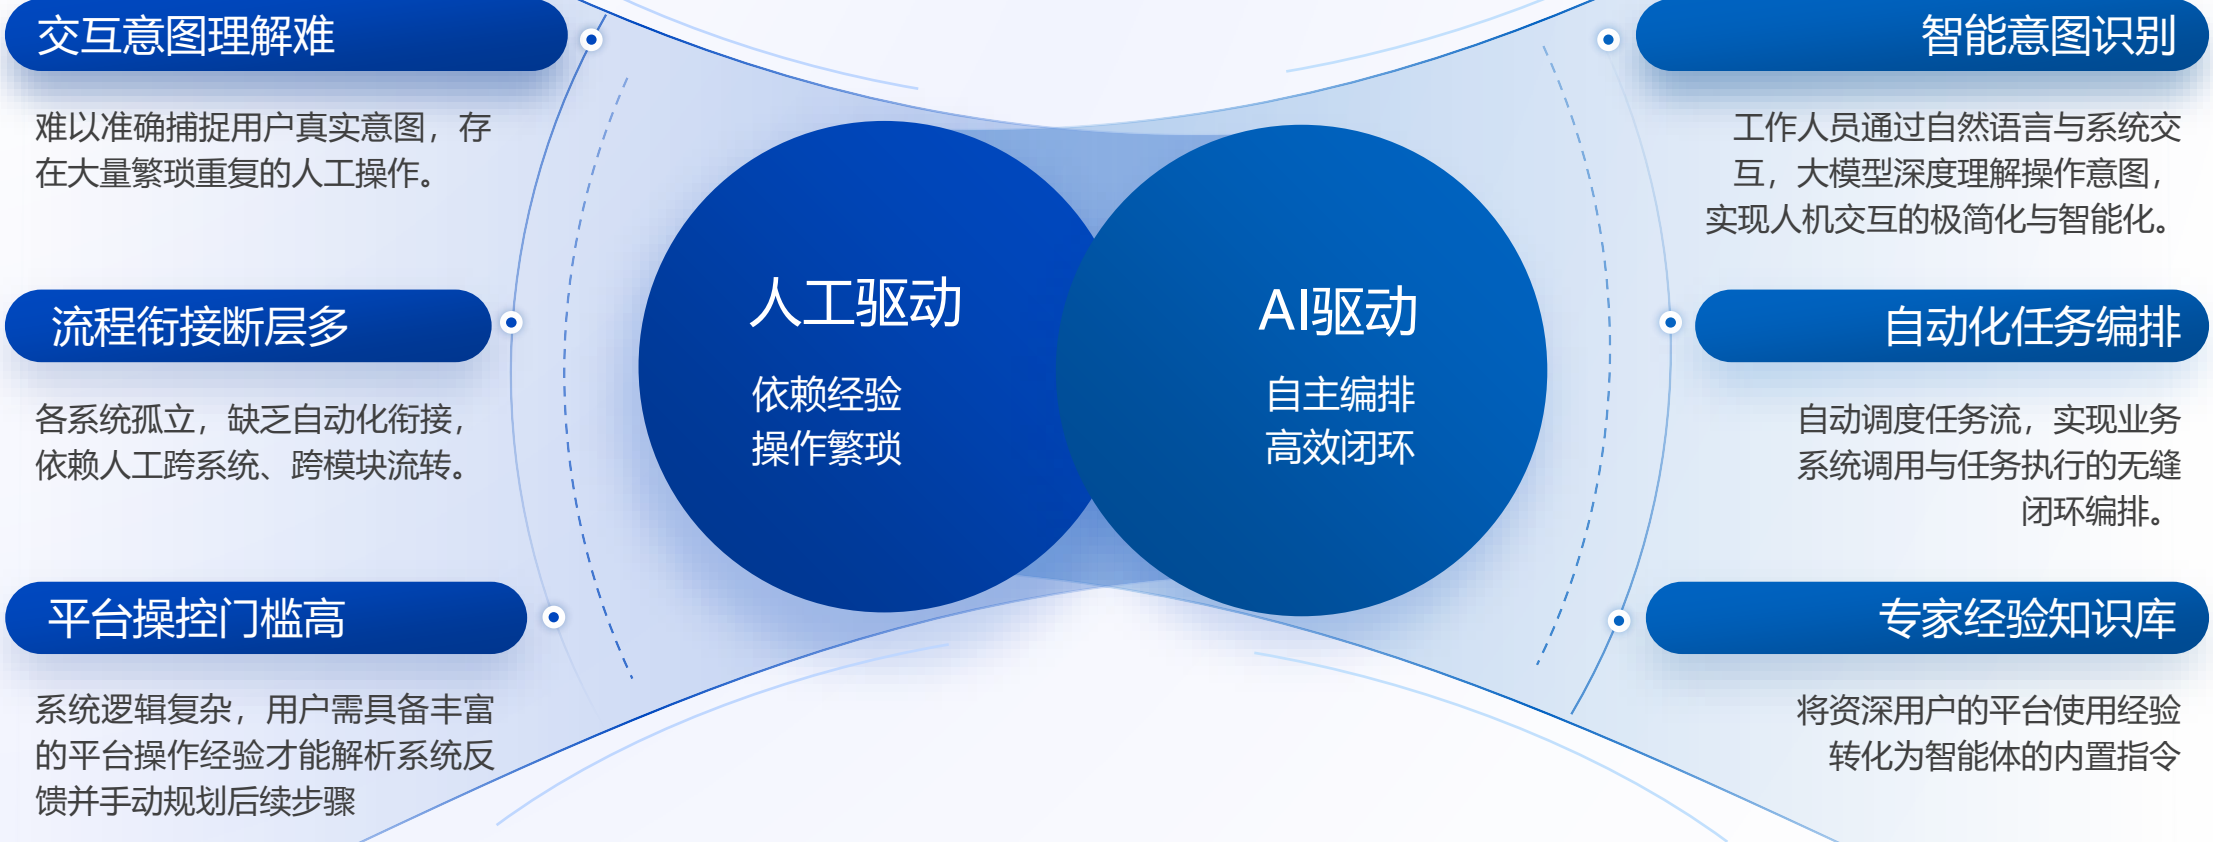 交互意图理解难
难以准确捕捉用户真实意图，存
在大量繁琐重复的人工操作。
流程衔接断层多
各系统孤立，缺乏自动化衔接，
依赖人工跨系统、跨模块流转。
平台操控门槛高
系统逻辑复杂，用户需具备丰富
的平台操作经验才能解析系统反
馈并手动规划后续步骤
人工驱动
依赖经验
操作繁琐
AI驱动
自主编排
高效闭环
智能意图识别
工作人员通过自然语言与系统交
互，大模型深度理解操作意图，
实现人机交互的极简化与智能化。
自动化任务编排
自动调度任务流，实现业务
系统调用与任务执行的无缝
闭环编排。
专家经验知识库
将资深用户的平台使用经验
转化为智能体的内置指令